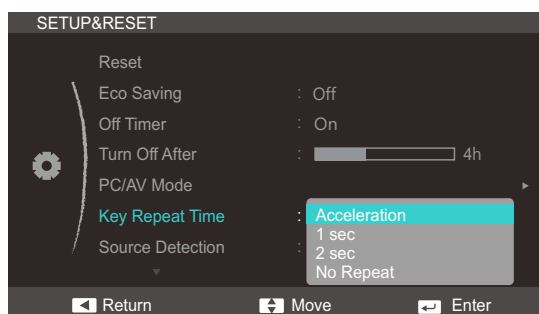 SETUP&RESET
Reset
Eco Saving : Off
Off Timer : On
Turn Off After : 4h
PC/AV Mode
Key Repeat Time : Acceleration
1 sec
Source Detection : 2 sec
No Repeat
Return Move Enter